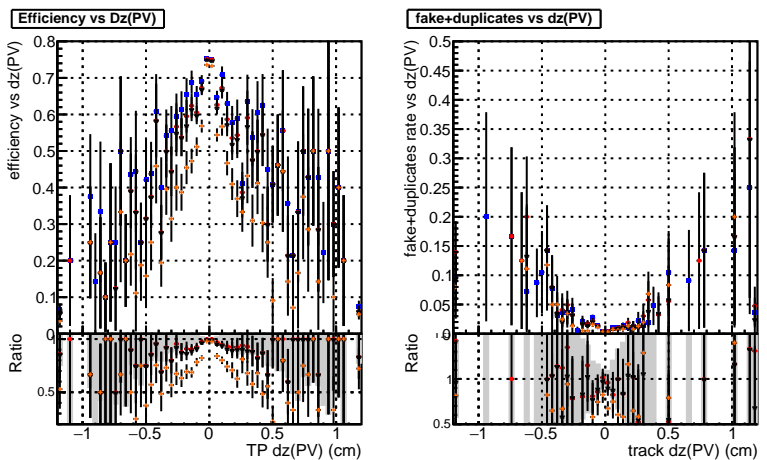 Efficiency vs Dz(PV)
efficiency vs dz(PV)
0.8
0.7
0.6
0.5
0.4
0.3
0.2
0.1
0
Ratio
1
0.5
−1 −0.5 0 0.5 1
TP dz(PV) (cm)
fake+duplicates vs dz(PV)
fake+duplicates rate vs dz(PV)
0.5
0.45
0.4
0.35
0.3
0.25
0.2
0.15
0.1
0.05
Ratio
1
0.5
−1 −0.5 0 0.5 1
track dz(PV) (cm)